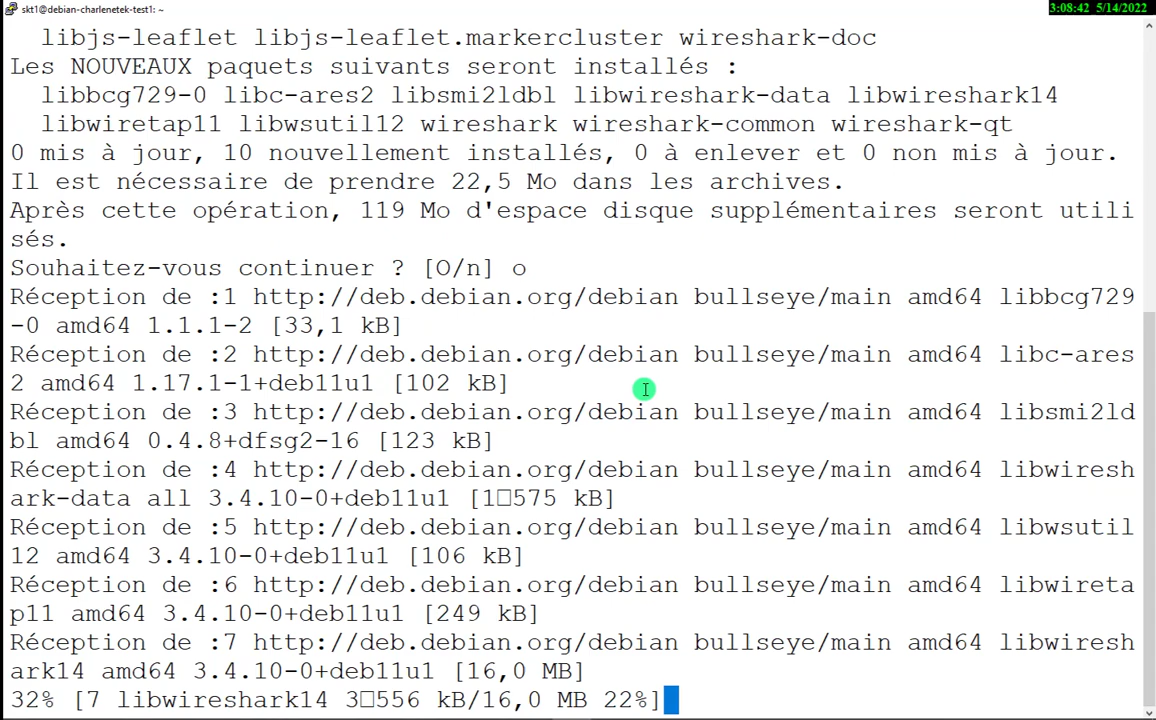 skt1@debian-charlenetek-test1: ~
3:08:42 5/14/2022
libjs-leaflet libjs-leaflet.markercluster wireshark-doc
Les NOUVEAUX paquets suivants seront installés :
libbcg729-0 libc-ares2 libsmi2ldbl libwireshark-data libwireshark14
libwiretap11 libwsutil12 wireshark wireshark-common wireshark-qt
0 mis à jour, 10 nouvellement installés, 0 à enlever et 0 non mis à jour.
Il est nécessaire de prendre 22,5 Mo dans les archives.
Après cette opération, 119 Mo d'espace disque supplémentaires seront utili
sés.
Souhaitez-vous continuer ? [O/n] o
Réception de :1 http://deb.debian.org/debian bullseye/main amd64 libbcg729
-0 amd64 1.1.1-2 [33,1 kB]
Réception de :2 http://deb.debian.org/debian bullseye/main amd64 libc-ares
2 amd64 1.17.1-1+deb11u1 [102 kB]
Réception de :3 http://deb.debian.org/debian bullseye/main amd64 libsmi2ld
bl amd64 0.4.8+dfsg2-16 [123 kB]
Réception de :4 http://deb.debian.org/debian bullseye/main amd64 libwiresh
ark-data all 3.4.10-0+deb11u1 [1□575 kB]
Réception de :5 http://deb.debian.org/debian bullseye/main amd64 libwsutil
12 amd64 3.4.10-0+deb11u1 [106 kB]
Réception de :6 http://deb.debian.org/debian bullseye/main amd64 libwireta
p11 amd64 3.4.10-0+deb11u1 [249 kB]
Réception de :7 http://deb.debian.org/debian bullseye/main amd64 libwiresh
ark14 amd64 3.4.10-0+deb11u1 [16,0 MB]
32% [7 libwireshark14 3□556 kB/16,0 MB 22%]